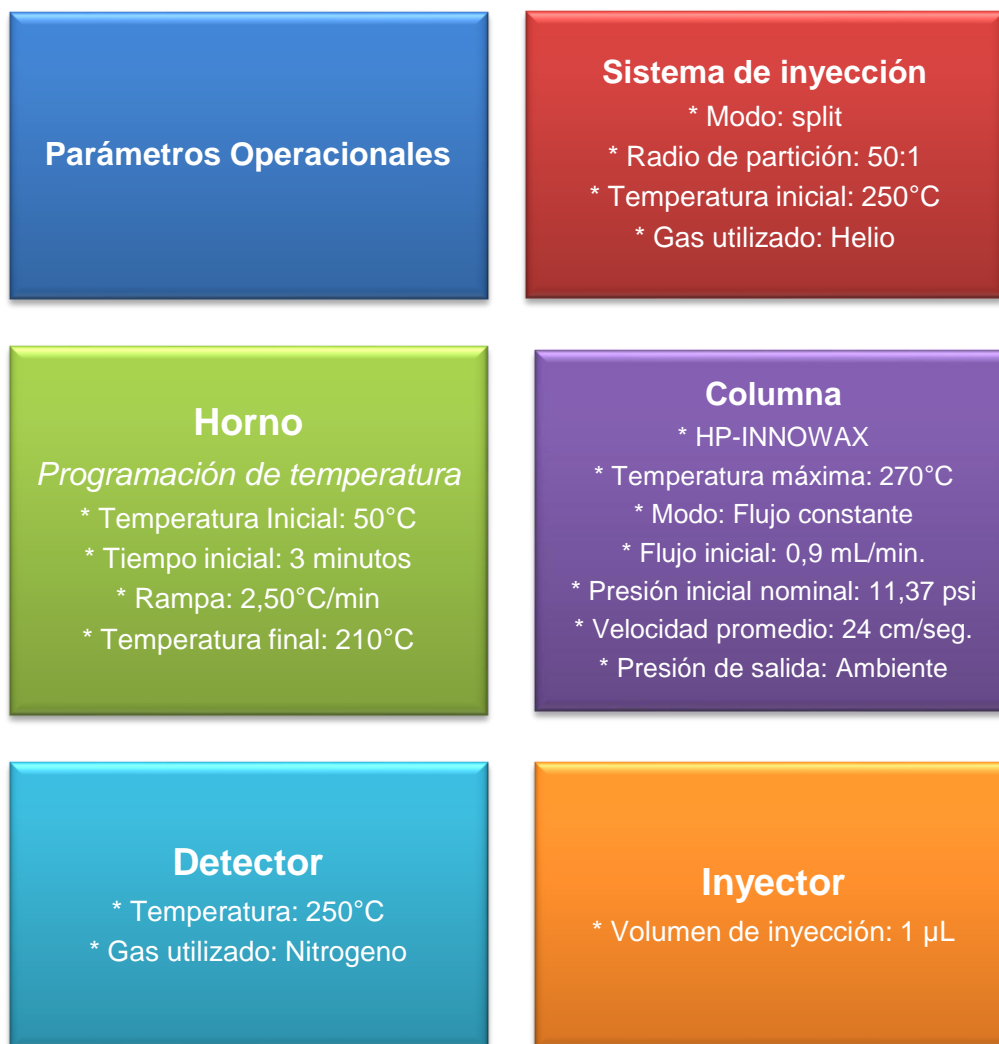 Parámetros Operacionales
Sistema de inyección
* Modo: split
* Radio de partición: 50:1
* Temperatura inicial: 250°C
* Gas utilizado: Helio
Horno
Programación de temperatura
* Temperatura Inicial: 50°C
* Tiempo inicial: 3 minutos
* Rampa: 2,50°C/min
* Temperatura final: 210°C
Columna
* HP-INNOWAX
* Temperatura máxima: 270°C
* Modo: Flujo constante
* Flujo inicial: 0,9 mL/min.
* Presión inicial nominal: 11,37 psi
* Velocidad promedio: 24 cm/seg.
* Presión de salida: Ambiente
Detector
* Temperatura: 250°C
* Gas utilizado: Nitrogeno
Inyector
* Volumen de inyección: 1 µL